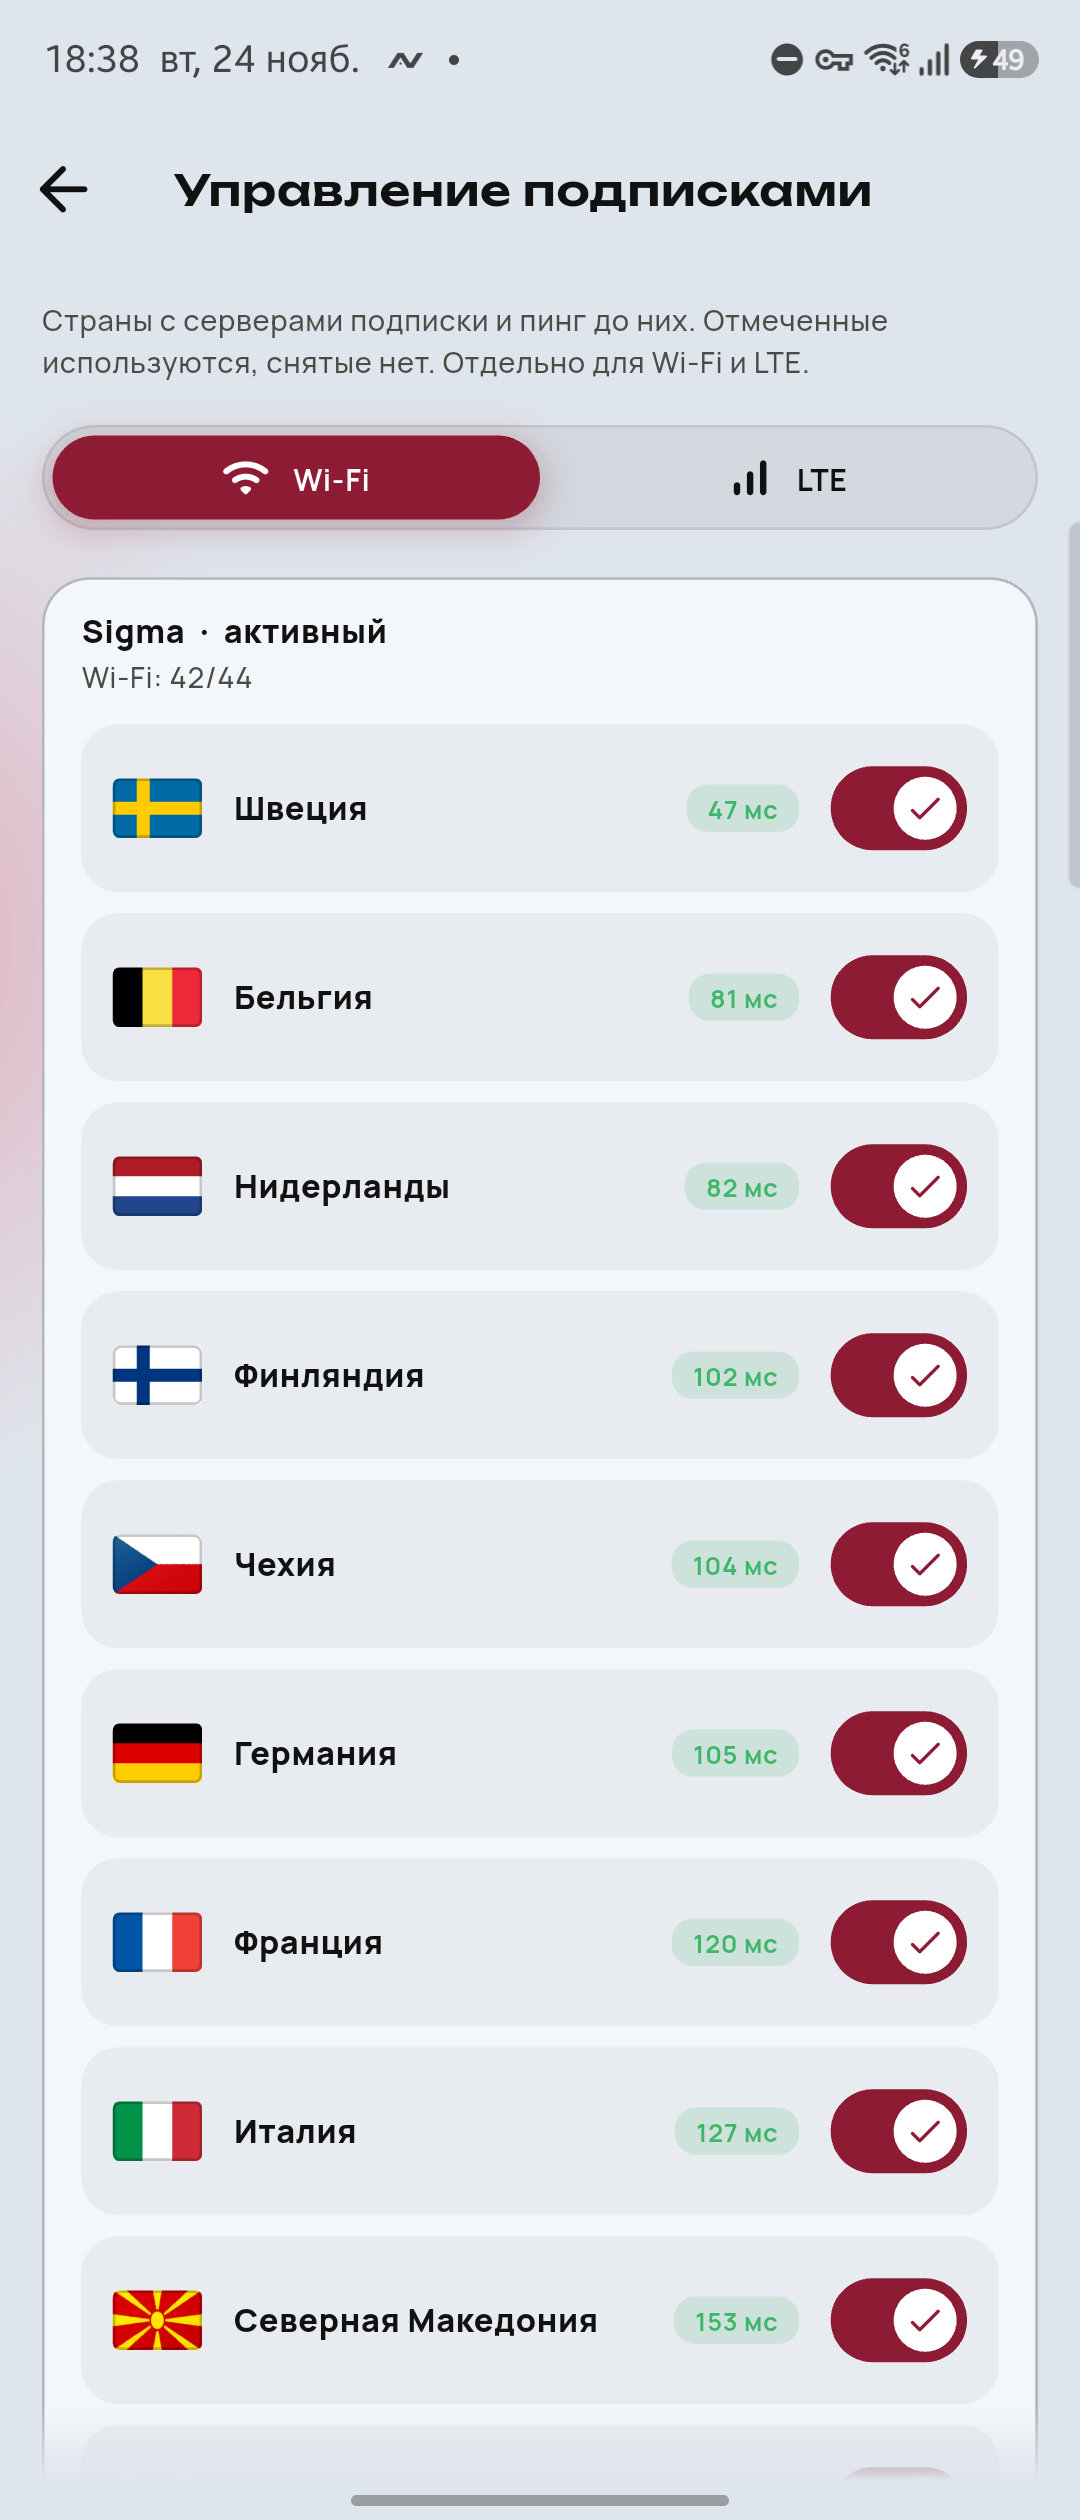 18:38 вт, 24 нояб.
6
49
Управление подписками
Страны с серверами подписки и пинг до них. Отмеченные
используются, снятые нет. Отдельно для Wi-Fi и LTE.
Wi-Fi
LTE
Sigma · активный
Wi-Fi: 42/44
Швеция 47 мс
Бельгия 81 мс
Нидерланды 82 мс
Финляндия 102 мс
Чехия 104 мс
Германия 105 мс
Франция 120 мс
Италия 127 мс
Северная Македония 153 мс